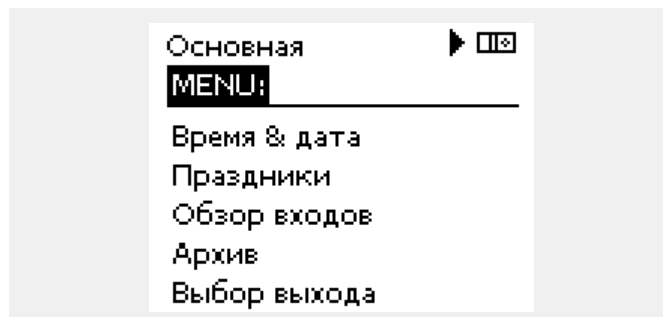 Основная
MENU:
Время & дата
Праздники
Обзор входов
Архив
Выбор выхода